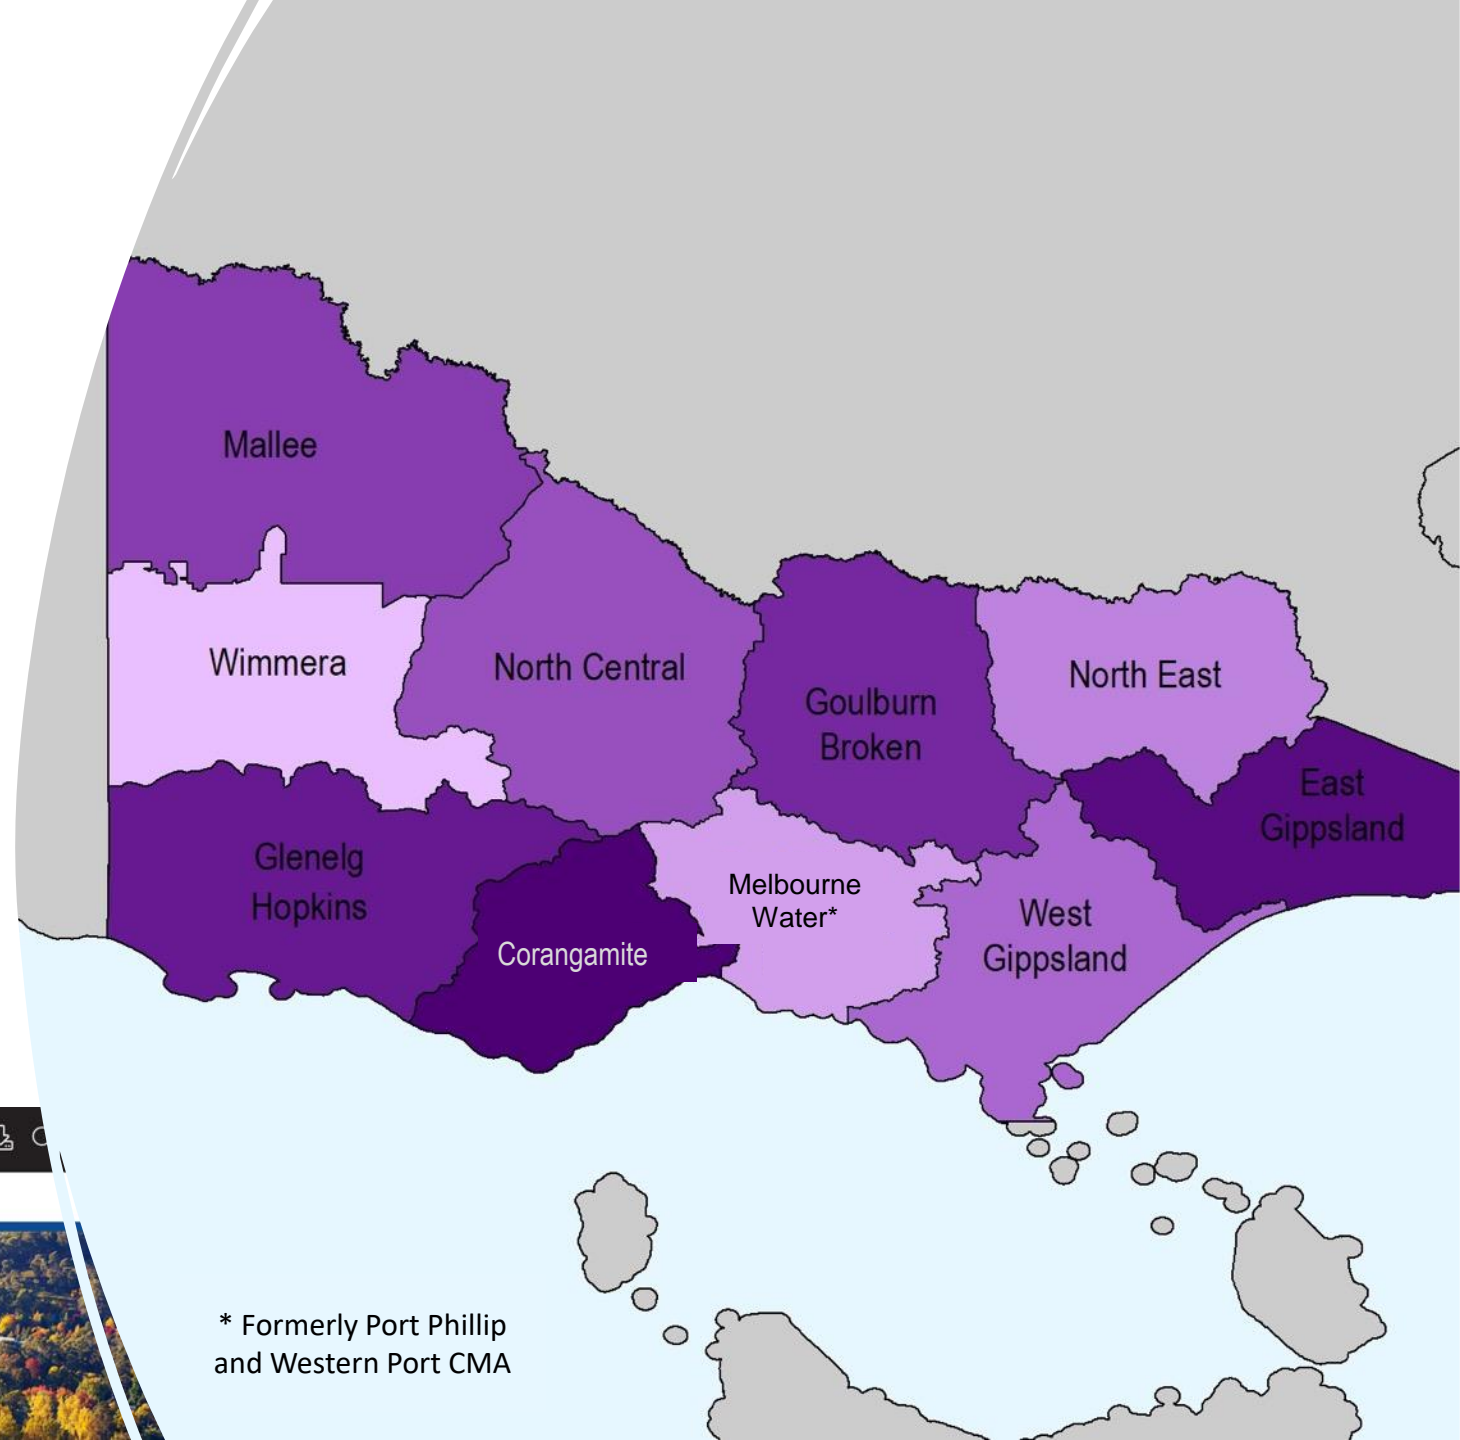 Mallee
Wimmera
North Central
Goulburn
Broken
North East
East
Gippsland
Glenelg
Hopkins
Corangamite
Melbourne
Water*
West
Gippsland
* Formerly Port Phillip
and Western Port CMA